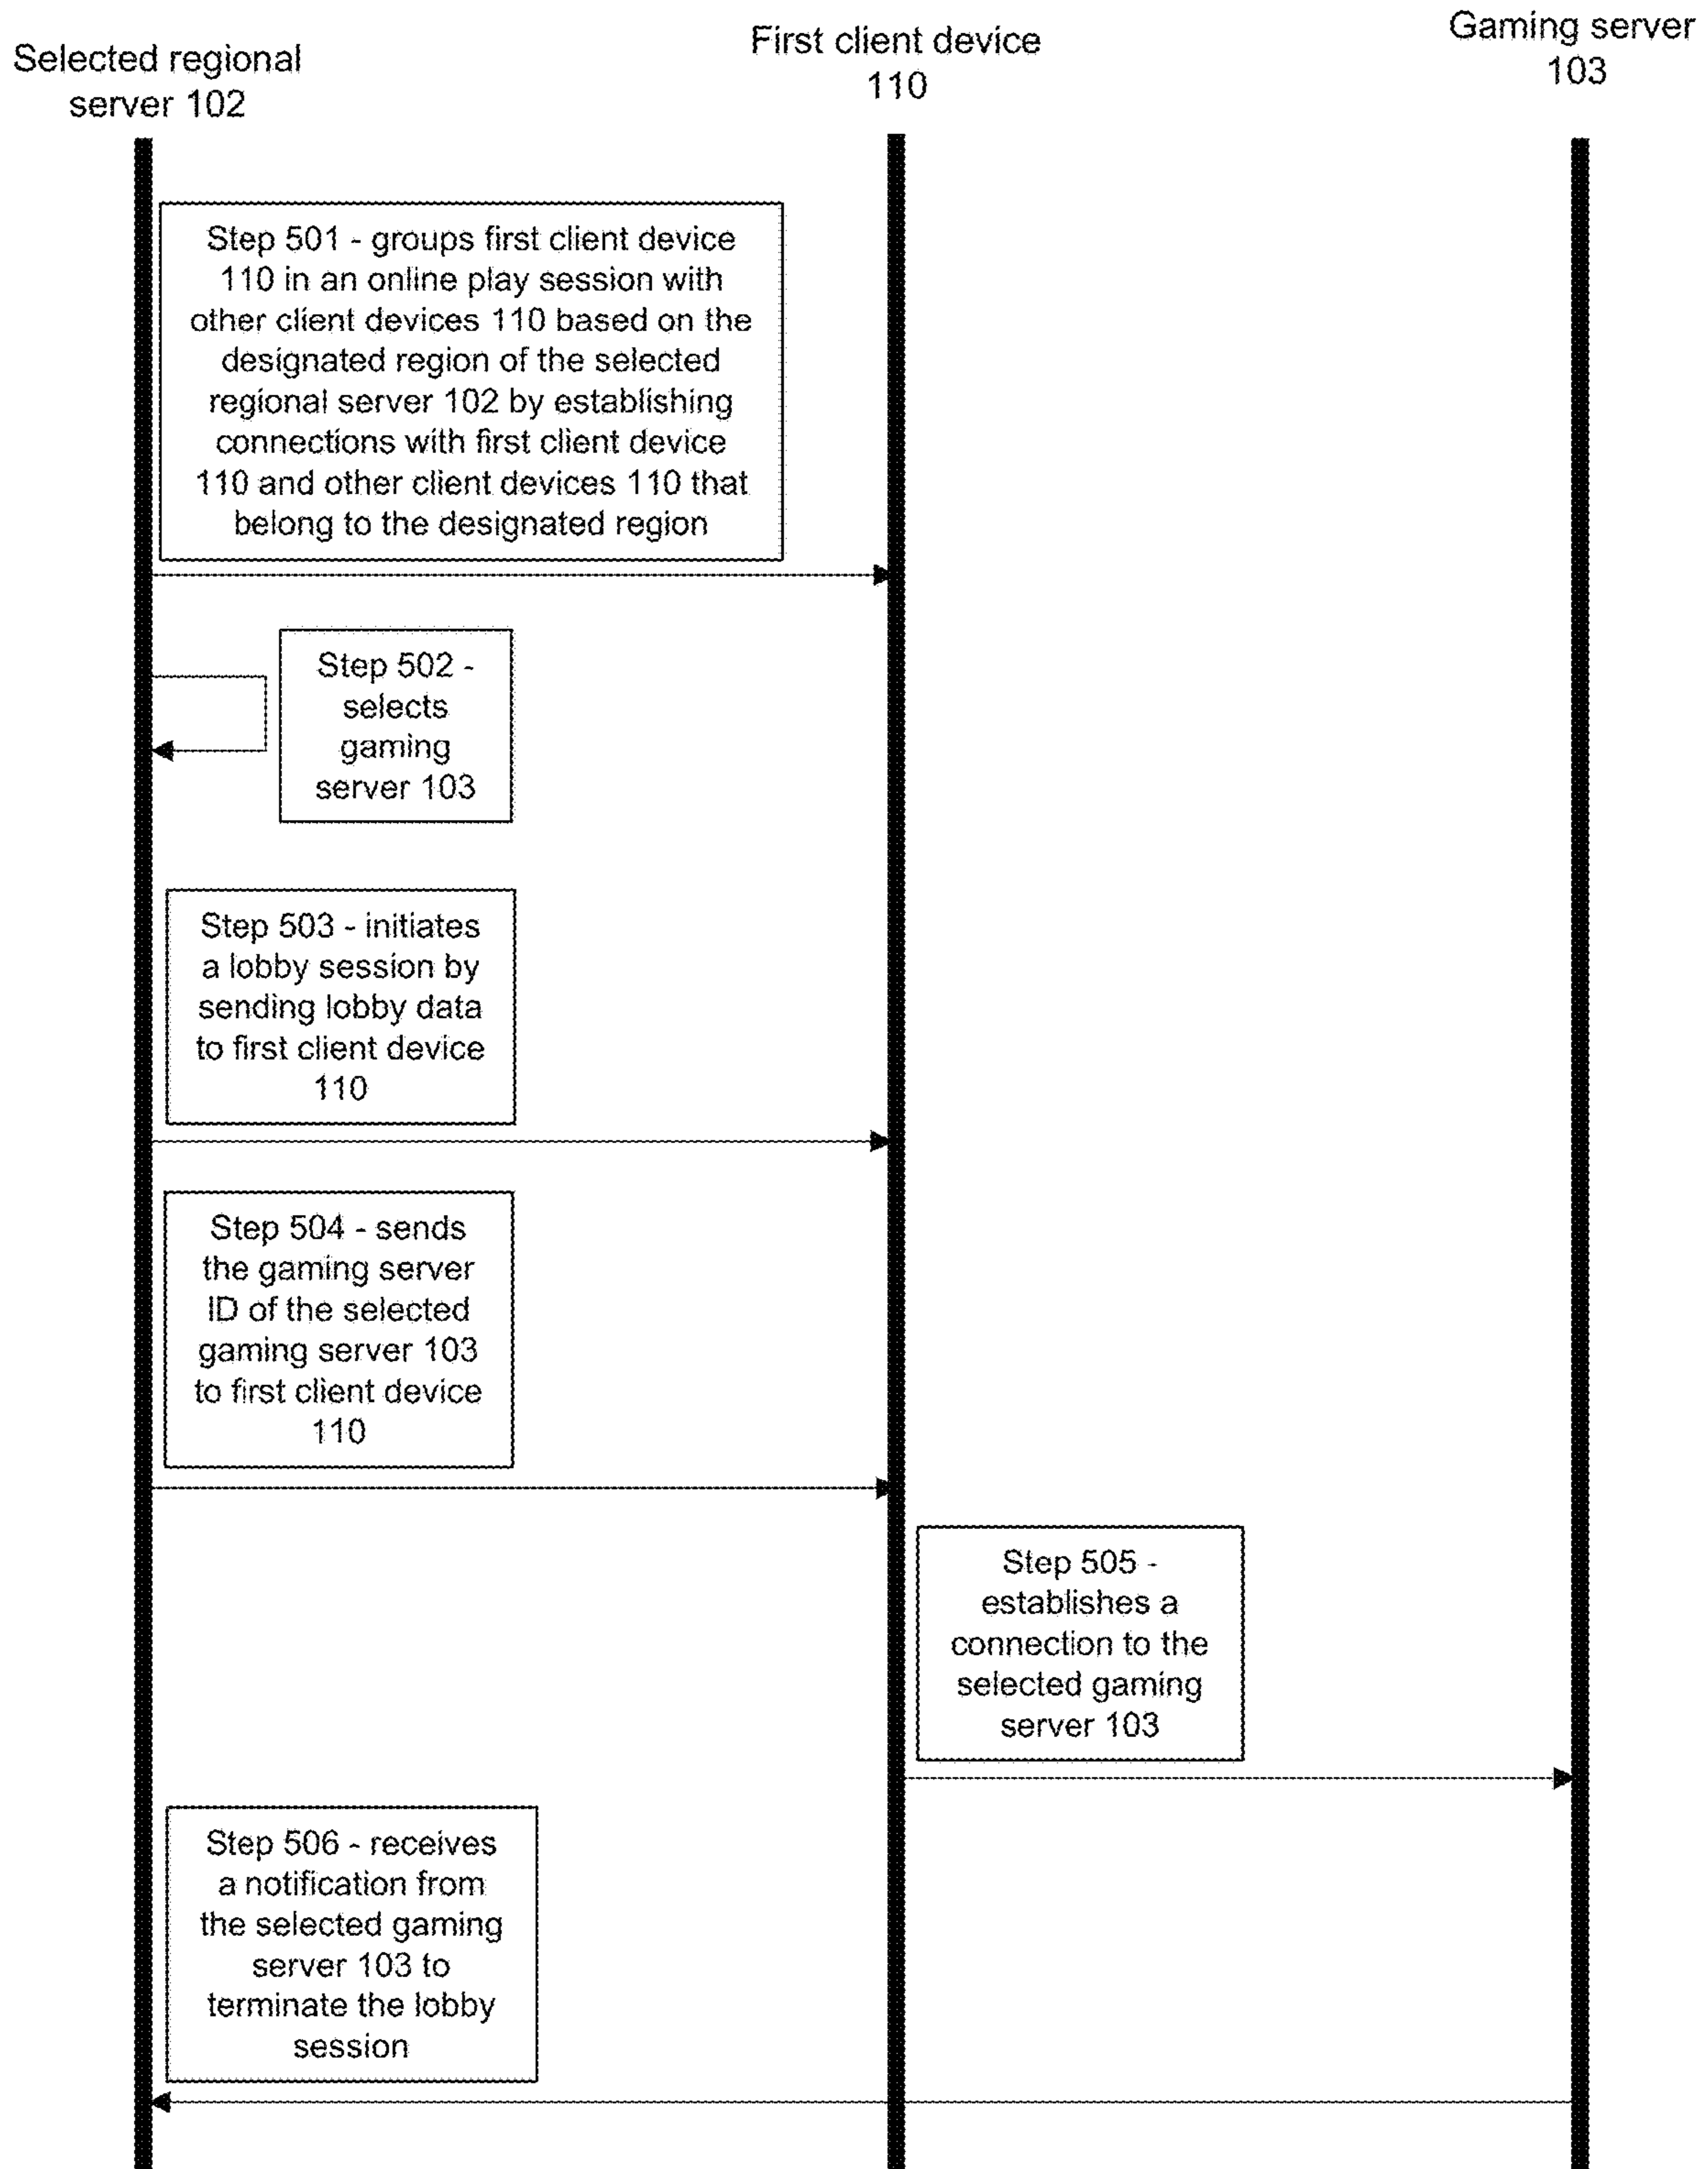 Selected regional
server 102
First client device
110
Gaming server
103
Step 501 - groups first client device
110 in an online play session with
other client devices 110 based on the
designated region of the selected
regional server 102 by establishing
connections with first client device
110 and other client devices 110 that
belong to the designated region
Step 502 -
selects
gaming
server 103
Step 503 - initiates
a lobby session by
sending lobby data
to first client device
110
Step 504 - sends
the gaming server
ID of the selected
gaming server 103
to first client device
110
Step 505 -
establishes a
connection to the
selected gaming
server 103
Step 506 - receives
a notification from
the selected gaming
server 103 to
terminate the lobby
session